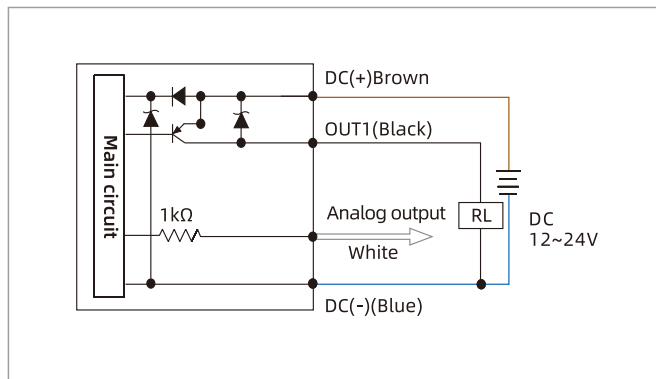 DC(+)Brown
OUT1(Black)
Main circuit
1kΩ
Analog output
White
RL
DC
12~24V
DC(-)(Blue)